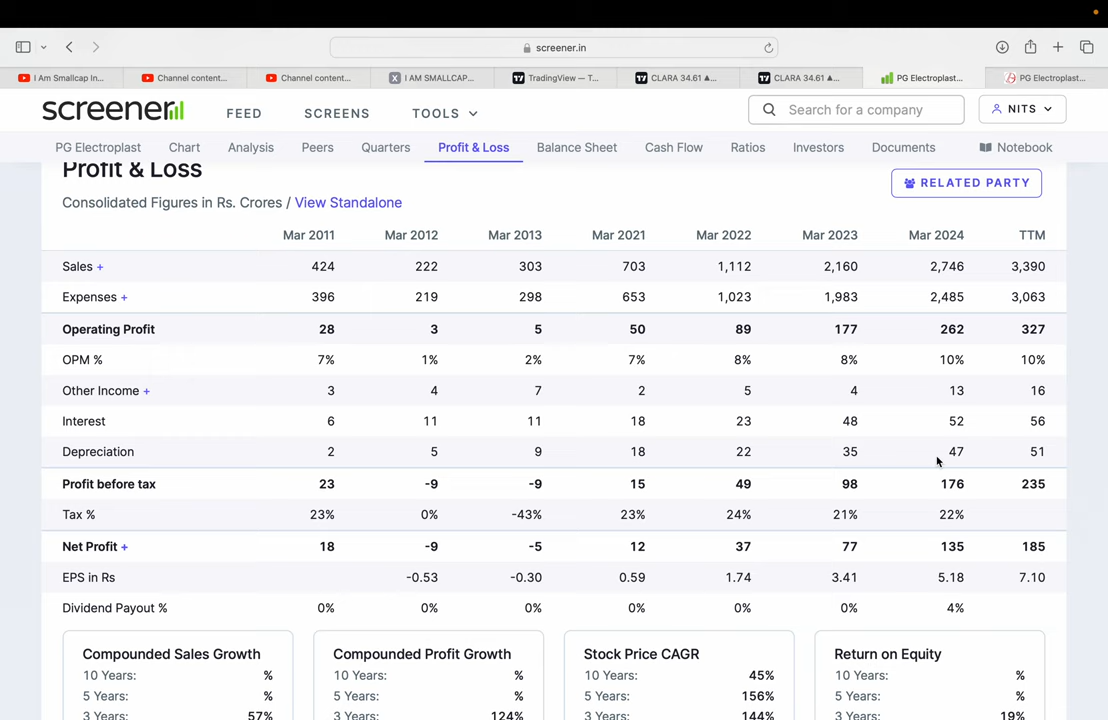 screener.in
I Am Smallcap In...
Channel content...
Channel content...
I AM SMALLCAP...
TradingView — T...
CLARA 34.61 ▲...
CLARA 34.61 ▲...
PG Electroplast...
PG Electroplast...
screener
FEED
SCREENS
TOOLS
Search for a company
NITS
PG Electroplast Chart Analysis Peers Quarters Profit & Loss Balance Sheet Cash Flow Ratios Investors Documents Notebook
Profit & Loss
RELATED PARTY
Consolidated Figures in Rs. Crores / View Standalone
Mar 2011 Mar 2012 Mar 2013 Mar 2021 Mar 2022 Mar 2023 Mar 2024 TTM
Sales + 424 222 303 703 1,112 2,160 2,746 3,390
Expenses + 396 219 298 653 1,023 1,983 2,485 3,063
Operating Profit 28 3 5 50 89 177 262 327
OPM % 7% 1% 2% 7% 8% 8% 10% 10%
Other Income + 3 4 7 2 5 4 13 16
Interest 6 11 11 18 23 48 52 56
Depreciation 2 5 9 18 22 35 47 51
Profit before tax 23 -9 -9 15 49 98 176 235
Tax % 23% 0% -43% 23% 24% 21% 22%
Net Profit + 18 -9 -5 12 37 77 135 185
EPS in Rs -0.53 -0.30 0.59 1.74 3.41 5.18 7.10
Dividend Payout % 0% 0% 0% 0% 0% 0% 4%
Compounded Sales Growth
10 Years: %
5 Years: %
3 Years: 57%
Compounded Profit Growth
10 Years: %
5 Years: %
3 Years: 124%
Stock Price CAGR
10 Years: 45%
5 Years: 156%
3 Years: 144%
Return on Equity
10 Years: %
5 Years: %
3 Years: 19%